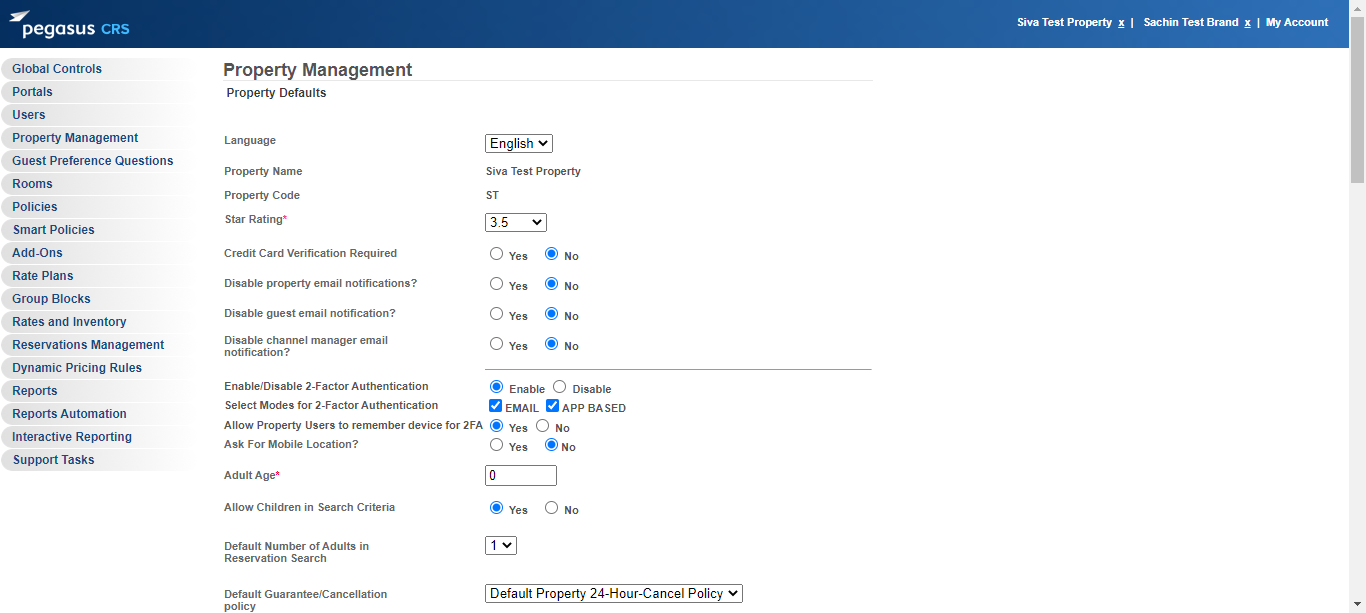 pegasus CRS
Siva Test Property x | Sachin Test Brand x | My Account
Global Controls
Portals
Users
Property Management
Guest Preference Questions
Rooms
Policies
Smart Policies
Add-Ons
Rate Plans
Group Blocks
Rates and Inventory
Reservations Management
Dynamic Pricing Rules
Reports
Reports Automation
Interactive Reporting
Support Tasks
Property Management
Property Defaults
Language English
Property Name Siva Test Property
Property Code ST
Star Rating* 3.5
Credit Card Verification Required Yes No
Disable property email notifications? Yes No
Disable guest email notification? Yes No
Disable channel manager email
notification? Yes No
Enable/Disable 2-Factor Authentication Enable Disable
Select Modes for 2-Factor Authentication EMAIL APP BASED
Allow Property Users to remember device for 2FA Yes No
Ask For Mobile Location? Yes No
Adult Age* 0
Allow Children in Search Criteria Yes No
Default Number of Adults in 1
Reservation Search
Default Guarantee/Cancellation Default Property 24-Hour-Cancel Policy
policy